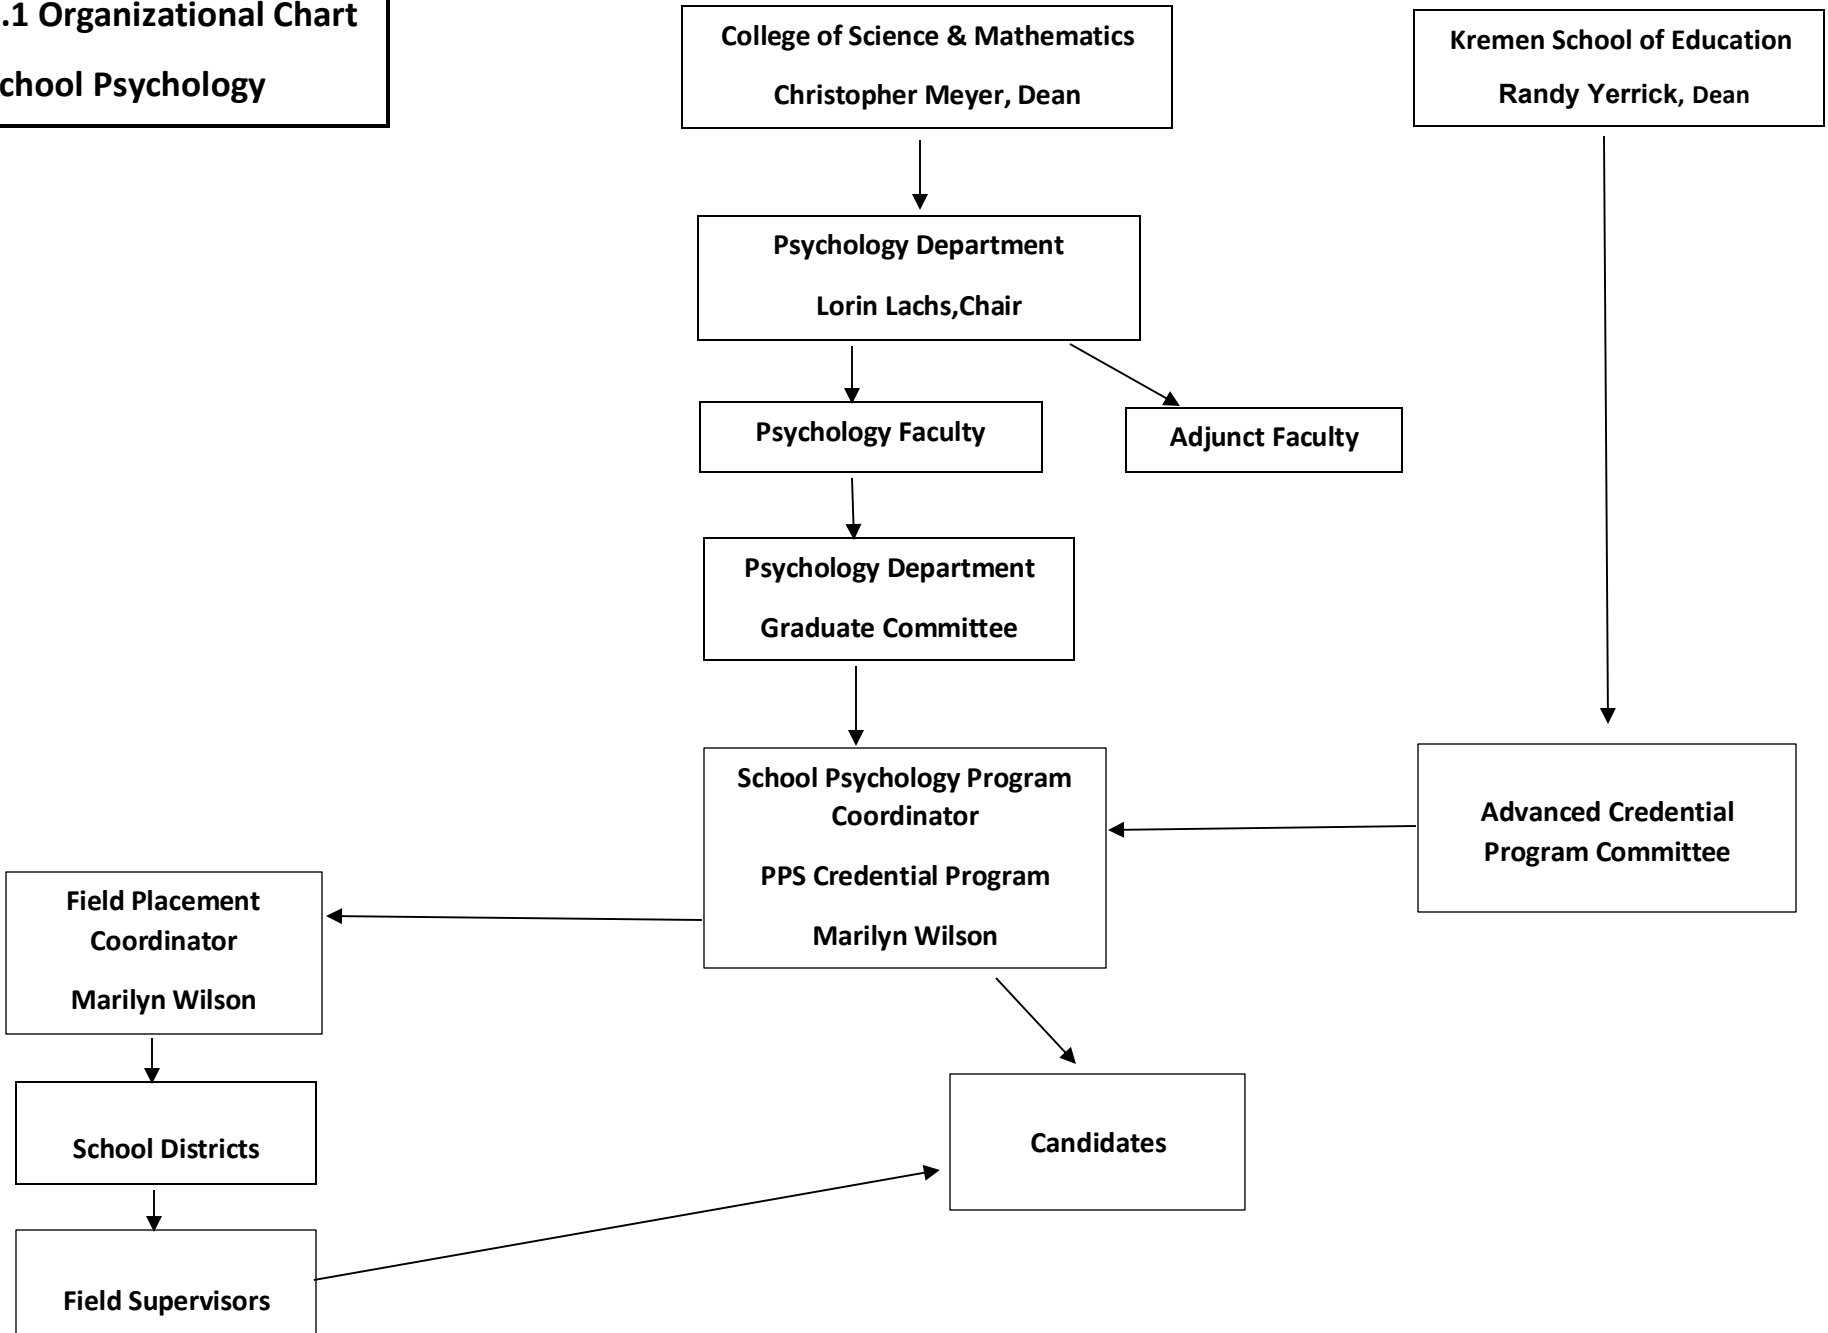 .1 Organizational Chart
chool Psychology
College of Science & Mathematics
Christopher Meyer, Dean
Kremen School of Education
Randy Yerrick, Dean
Psychology Department
Lorin Lachs,Chair
Psychology Faculty
Adjunct Faculty
Psychology Department
Graduate Committee
School Psychology Program
Coordinator
PPS Credential Program
Marilyn Wilson
Advanced Credential
Program Committee
Field Placement
Coordinator
Marilyn Wilson
School Districts
Candidates
Field Supervisors